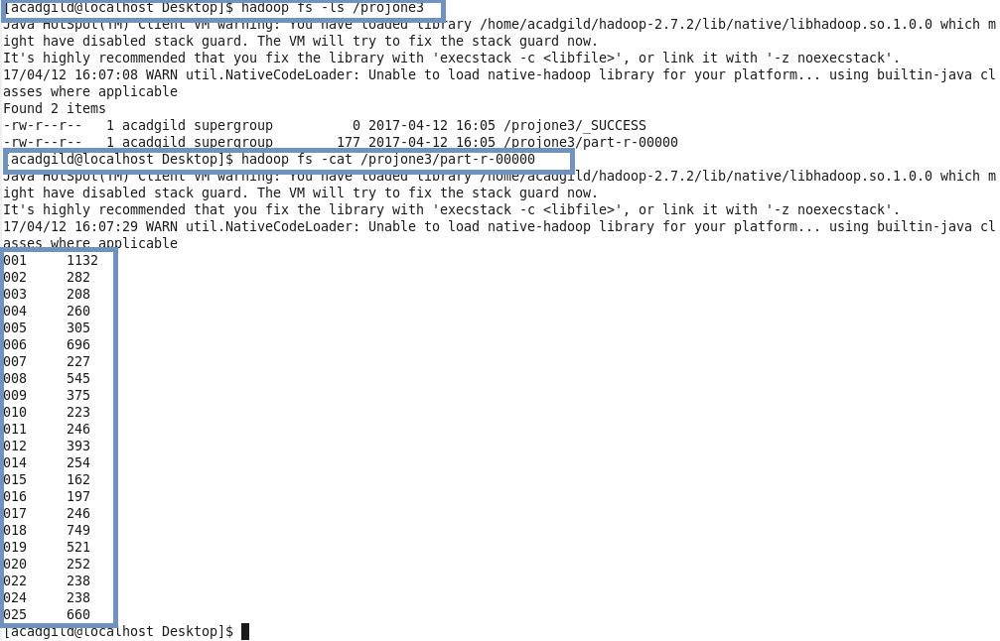 [acadgild@localhost Desktop]$ hadoop fs -ls /projone3
Java HotSpot(TM) Client VM warning: You have loaded library /home/acadgild/hadoop-2.7.2/lib/native/libhadoop.so.1.0.0 which m
ight have disabled stack guard. The VM will try to fix the stack guard now.
It's highly recommended that you fix the library with 'execstack -c <libfile>', or link it with '-z noexecstack'.
17/04/12 16:07:08 WARN util.NativeCodeLoader: Unable to load native-hadoop library for your platform... using builtin-java cl
asses where applicable
Found 2 items
-rw-r--r--   1 acadgild supergroup          0 2017-04-12 16:05 /projone3/_SUCCESS
-rw-r--r--   1 acadgild supergroup        177 2017-04-12 16:05 /projone3/part-r-00000
[acadgild@localhost Desktop]$ hadoop fs -cat /projone3/part-r-00000
Java HotSpot(TM) Client VM warning: You have loaded library /home/acadgild/hadoop-2.7.2/lib/native/libhadoop.so.1.0.0 which m
ight have disabled stack guard. The VM will try to fix the stack guard now.
It's highly recommended that you fix the library with 'execstack -c <libfile>', or link it with '-z noexecstack'.
17/04/12 16:07:29 WARN util.NativeCodeLoader: Unable to load native-hadoop library for your platform... using builtin-java cl
asses where applicable
001     1132
002     282
003     208
004     260
005     305
006     696
007     227
008     545
009     375
010     223
011     246
012     393
014     254
015     162
016     197
017     246
018     749
019     521
020     252
022     238
024     238
025     660
[acadgild@localhost Desktop]$